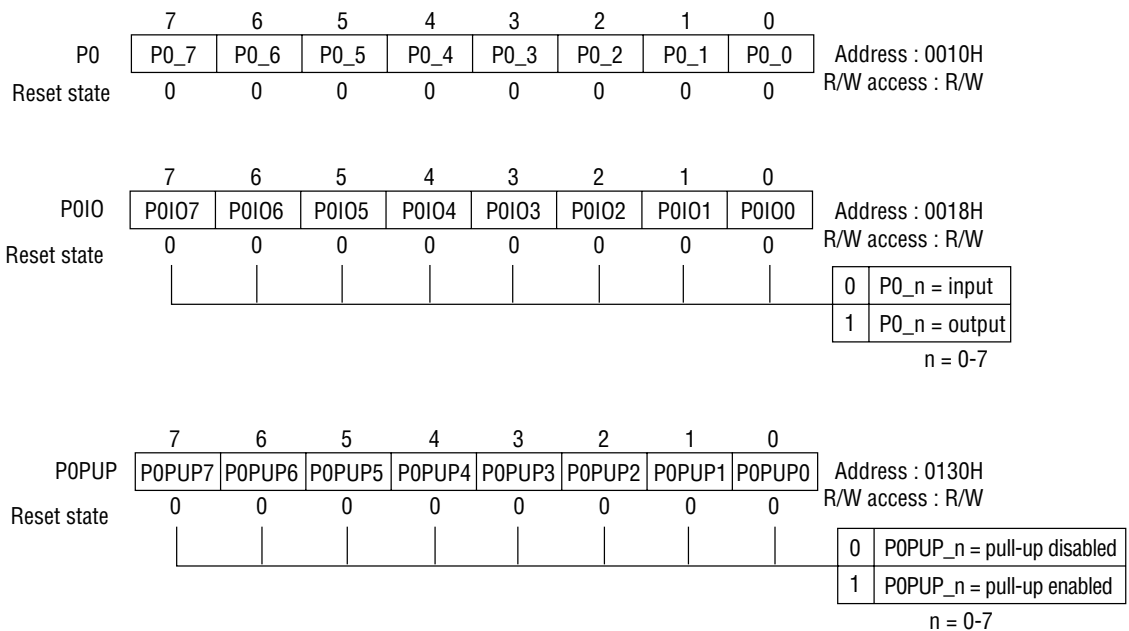 7 6 5 4 3 2 1 0
P0 P0_7 P0_6 P0_5 P0_4 P0_3 P0_2 P0_1 P0_0 Address : 0010H
Reset state 0 0 0 0 0 0 0 0 R/W access : R/W
7 6 5 4 3 2 1 0
P0IO P0IO7 P0IO6 P0IO5 P0IO4 P0IO3 P0IO2 P0IO1 P0IO0 Address : 0018H
Reset state 0 0 0 0 0 0 0 0 R/W access : R/W
0 P0_n = input
1 P0_n = output
n = 0-7
7 6 5 4 3 2 1 0
P0PUP P0PUP7 P0PUP6 P0PUP5 P0PUP4 P0PUP3 P0PUP2 P0PUP1 P0PUP0 Address : 0130H
Reset state 0 0 0 0 0 0 0 0 R/W access : R/W
0 P0PUP_n = pull-up disabled
1 P0PUP_n = pull-up enabled
n = 0-7